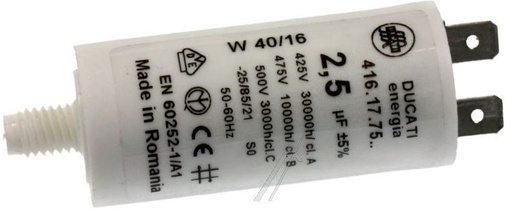 DUCATI
energia
416.17.75..
2,5 µF ±5%
425V 30000h/ cl. A
475V 10000h/ cl. B
500V 3000h/cl.C
-25/85/21 S0
50-60Hz
W 40/16
EN 60252-1/A1
Made in Romania